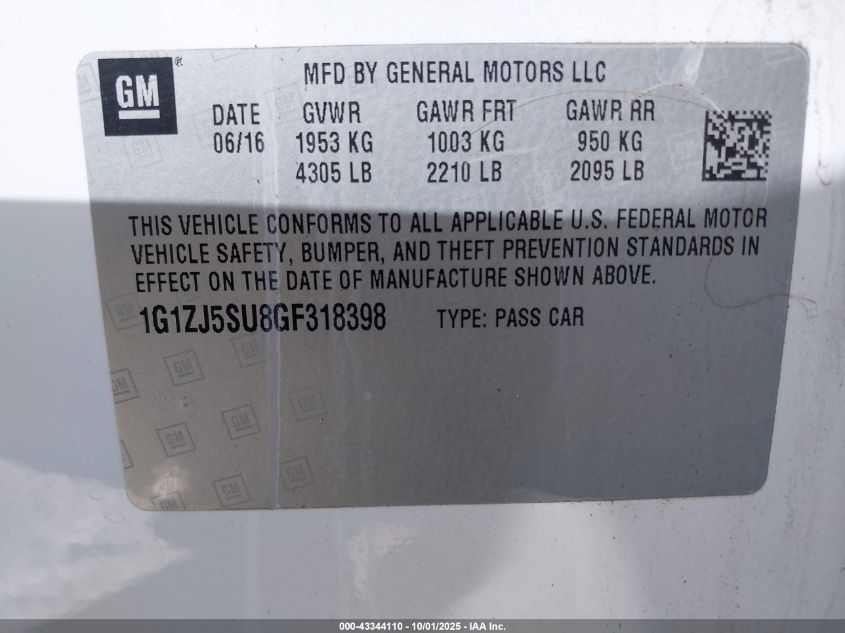 GM ®
MFD BY GENERAL MOTORS LLC
DATE GVWR GAWR FRT GAWR RR
06/16 1953 KG 1003 KG 950 KG
4305 LB 2210 LB 2095 LB
THIS VEHICLE CONFORMS TO ALL APPLICABLE U.S. FEDERAL MOTOR
VEHICLE SAFETY, BUMPER, AND THEFT PREVENTION STANDARDS IN
EFFECT ON THE DATE OF MANUFACTURE SHOWN ABOVE.
1G1ZJ5SU8GF318398 TYPE: PASS CAR
000-43344110 - 10/01/2025 - IAA Inc.